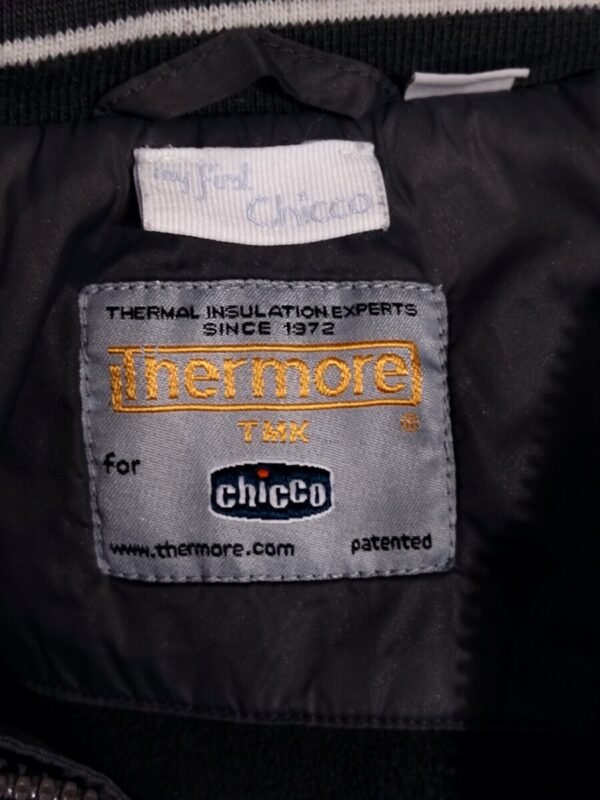 my first
Chicco
THERMAL INSULATION EXPERTS
SINCE 1972
Thermore
®
TMK
for
chicco
www.thermore.com patented